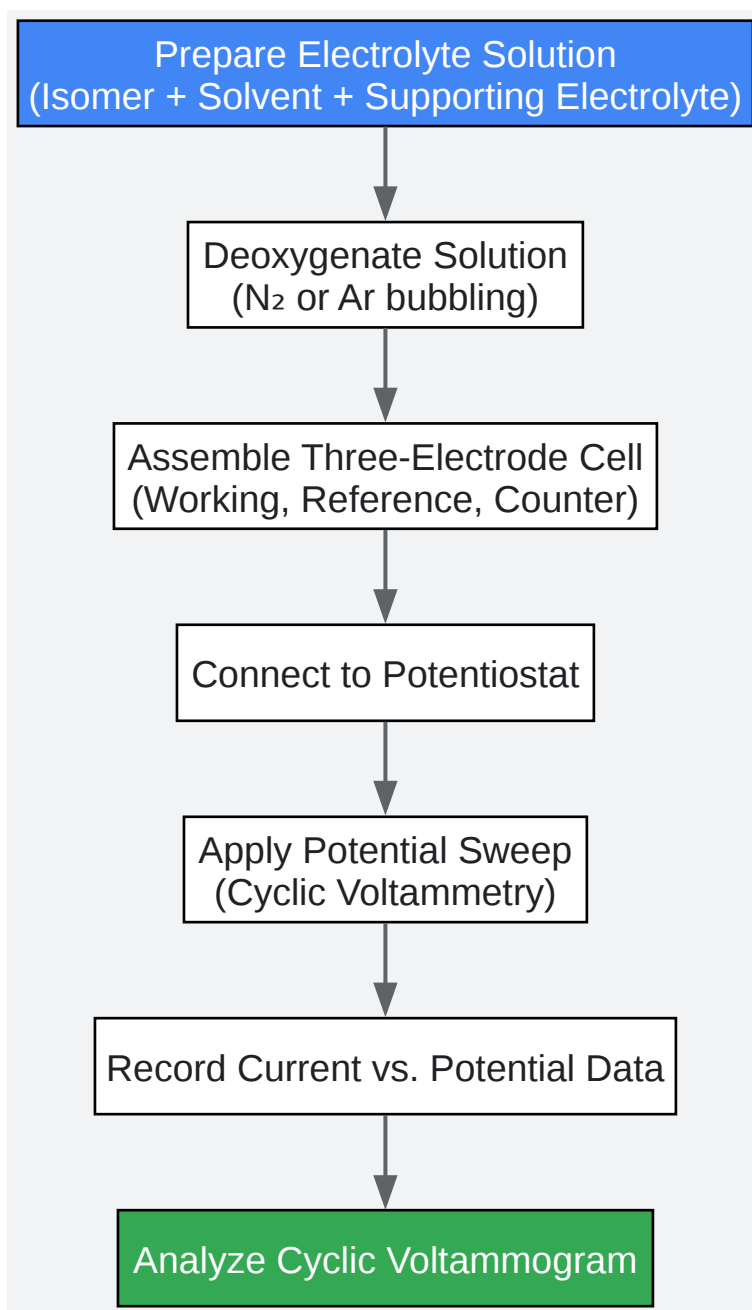 Prepare Electrolyte Solution
(Isomer + Solvent + Supporting Electrolyte)
Deoxygenate Solution
(N₂ or Ar bubbling)
Assemble Three-Electrode Cell
(Working, Reference, Counter)
Connect to Potentiostat
Apply Potential Sweep
(Cyclic Voltammetry)
Record Current vs. Potential Data
Analyze Cyclic Voltammogram